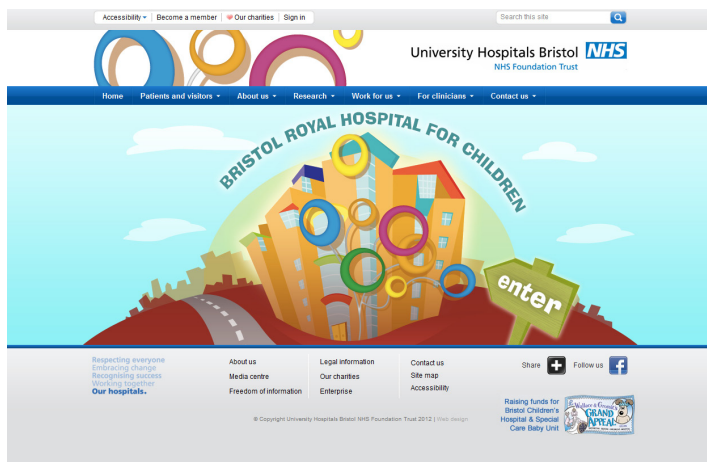 Accessibility Become a member Our charities Sign in
Search this site
University Hospitals Bristol NHS
NHS Foundation Trust
Home Patients and visitors About us Research Work for us For clinicians Contact us
BRISTOL ROYAL HOSPITAL FOR CHILDREN
enter
Respecting everyone
Embracing change
Recognising success
Working together
Our hospitals.
About us
Media centre
Freedom of information
Legal information
Our charities
Enterprise
Contact us
Site map
Accessibility
Share Follow us
Raising funds for
Bristol Children's
Hospital & Special
Care Baby Unit
Wallace & Gromit's
GRAND
APPEAL
© Copyright University Hospitals Bristol NHS Foundation Trust 2012 | Web design